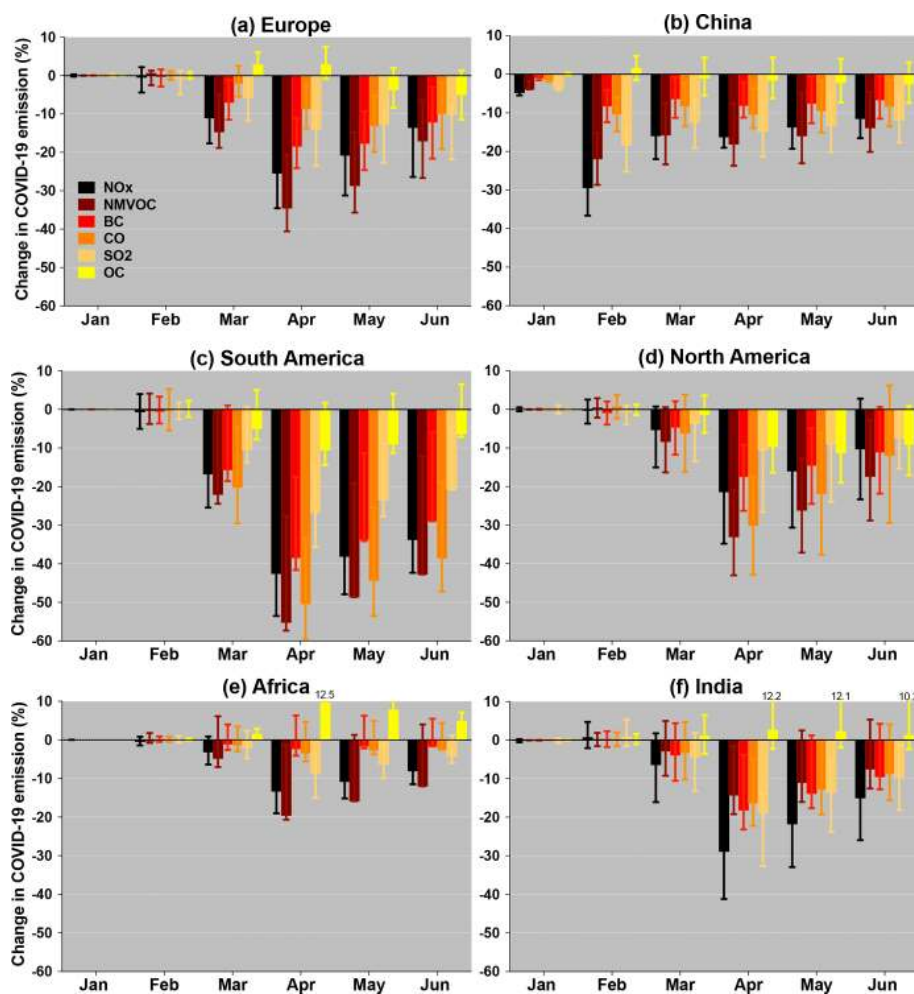 (a) Europe
(b) China
Change in COVID-19 emission (%)
10
0
-10
-20
-30
-40
-50
-60
NOx
NMVOC
BC
CO
SO2
OC
Jan Feb Mar Apr May Jun
10
0
-10
-20
-30
-40
-50
-60
Jan Feb Mar Apr May Jun
(c) South America
(d) North America
Change in COVID-19 emission (%)
10
0
-10
-20
-30
-40
-50
-60
Jan Feb Mar Apr May Jun
10
0
-10
-20
-30
-40
-50
-60
Jan Feb Mar Apr May Jun
(e) Africa
(f) India
Change in COVID-19 emission (%)
12.5
10
0
-10
-20
-30
-40
-50
-60
Jan Feb Mar Apr May Jun
12.2 12.1
10
0
-10
-20
-30
-40
-50
-60
Jan Feb Mar Apr May Jun